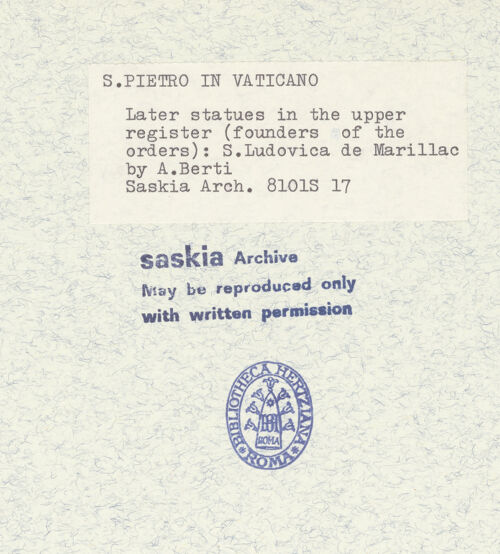 S.PIETRO IN VATICANO
Later statues in the upper
register (founders of the
orders): S.Ludovica de Marillac
by A.Berti
Saskia Arch. 8101S 17
saskia Archive
May be reproduced only
with written permission
BIBLIOTHECA HERTZIANA
ROMA
ROMA